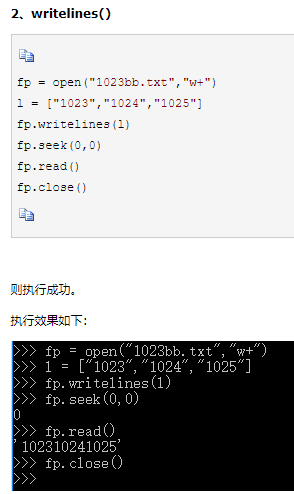 2、writelines()
fp = open("1023bb.txt","w+")
l = ["1023","1024","1025"]
fp.writelines(l)
fp.seek(0,0)
fp.read()
fp.close()
则执行成功。
执行效果如下：
>>> fp = open("1023bb.txt","w+")
>>> l = ["1023","1024","1025"]
>>> fp.writelines(l)
>>> fp.seek(0,0)
0
>>> fp.read()
'102310241025'
>>> fp.close()
>>>